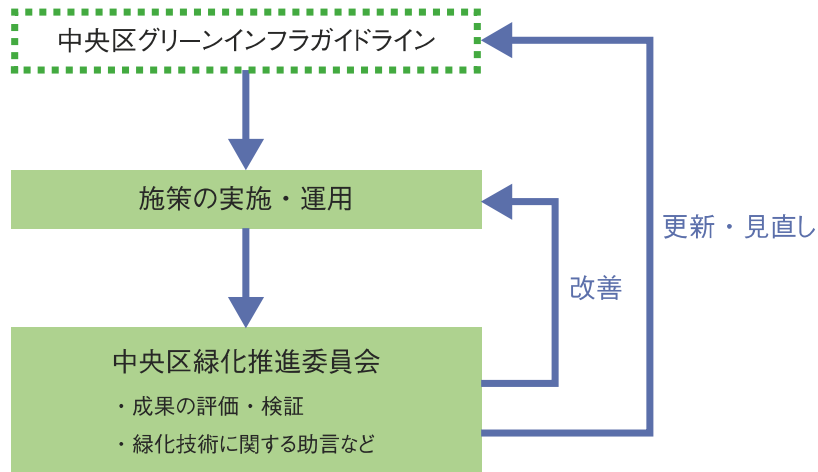 中央区グリーンインフラガイドライン
施策の実施・運用
更新・見直し
改善
中央区緑化推進委員会
・成果の評価・検証
・緑化技術に関する助言など